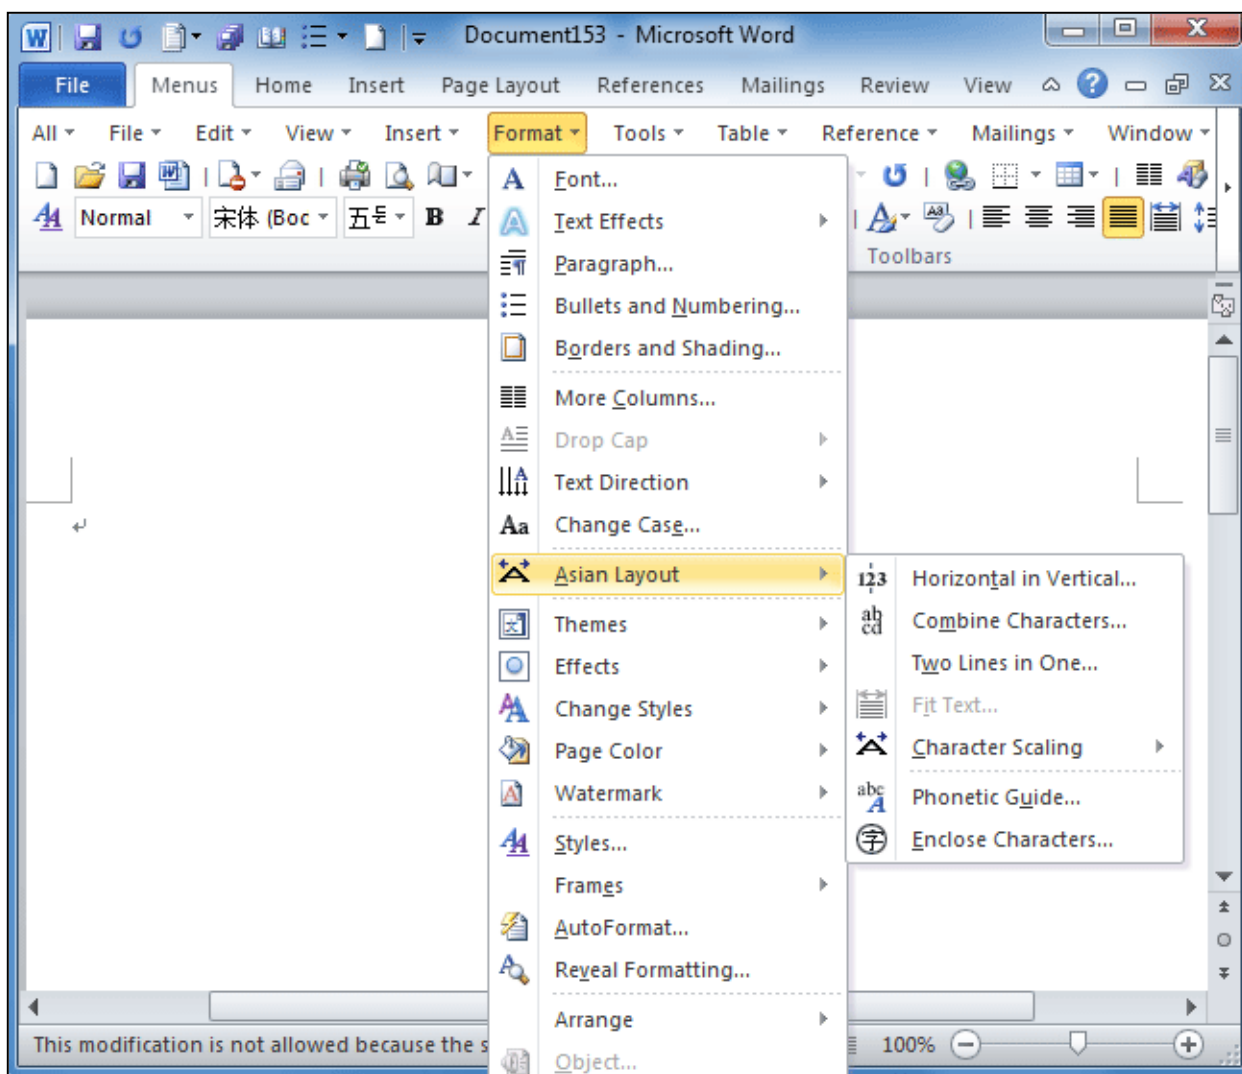 Document153 - Microsoft Word
File Menus Home Insert Page Layout References Mailings Review View
All File Edit View Insert Format Tools Table Reference Mailings Window
Normal 宋体 (Boc 五号 B I
Toolbars
Font...
Text Effects
Paragraph...
Bullets and Numbering...
Borders and Shading...
More Columns...
Drop Cap
Text Direction
Change Case...
Asian Layout
Themes
Effects
Change Styles
Page Color
Watermark
Styles...
Frames
AutoFormat...
Reveal Formatting...
Arrange
Object...
Horizontal in Vertical...
Combine Characters...
Two Lines in One...
Fit Text...
Character Scaling
Phonetic Guide...
Enclose Characters...
This modification is not allowed because the s
100%